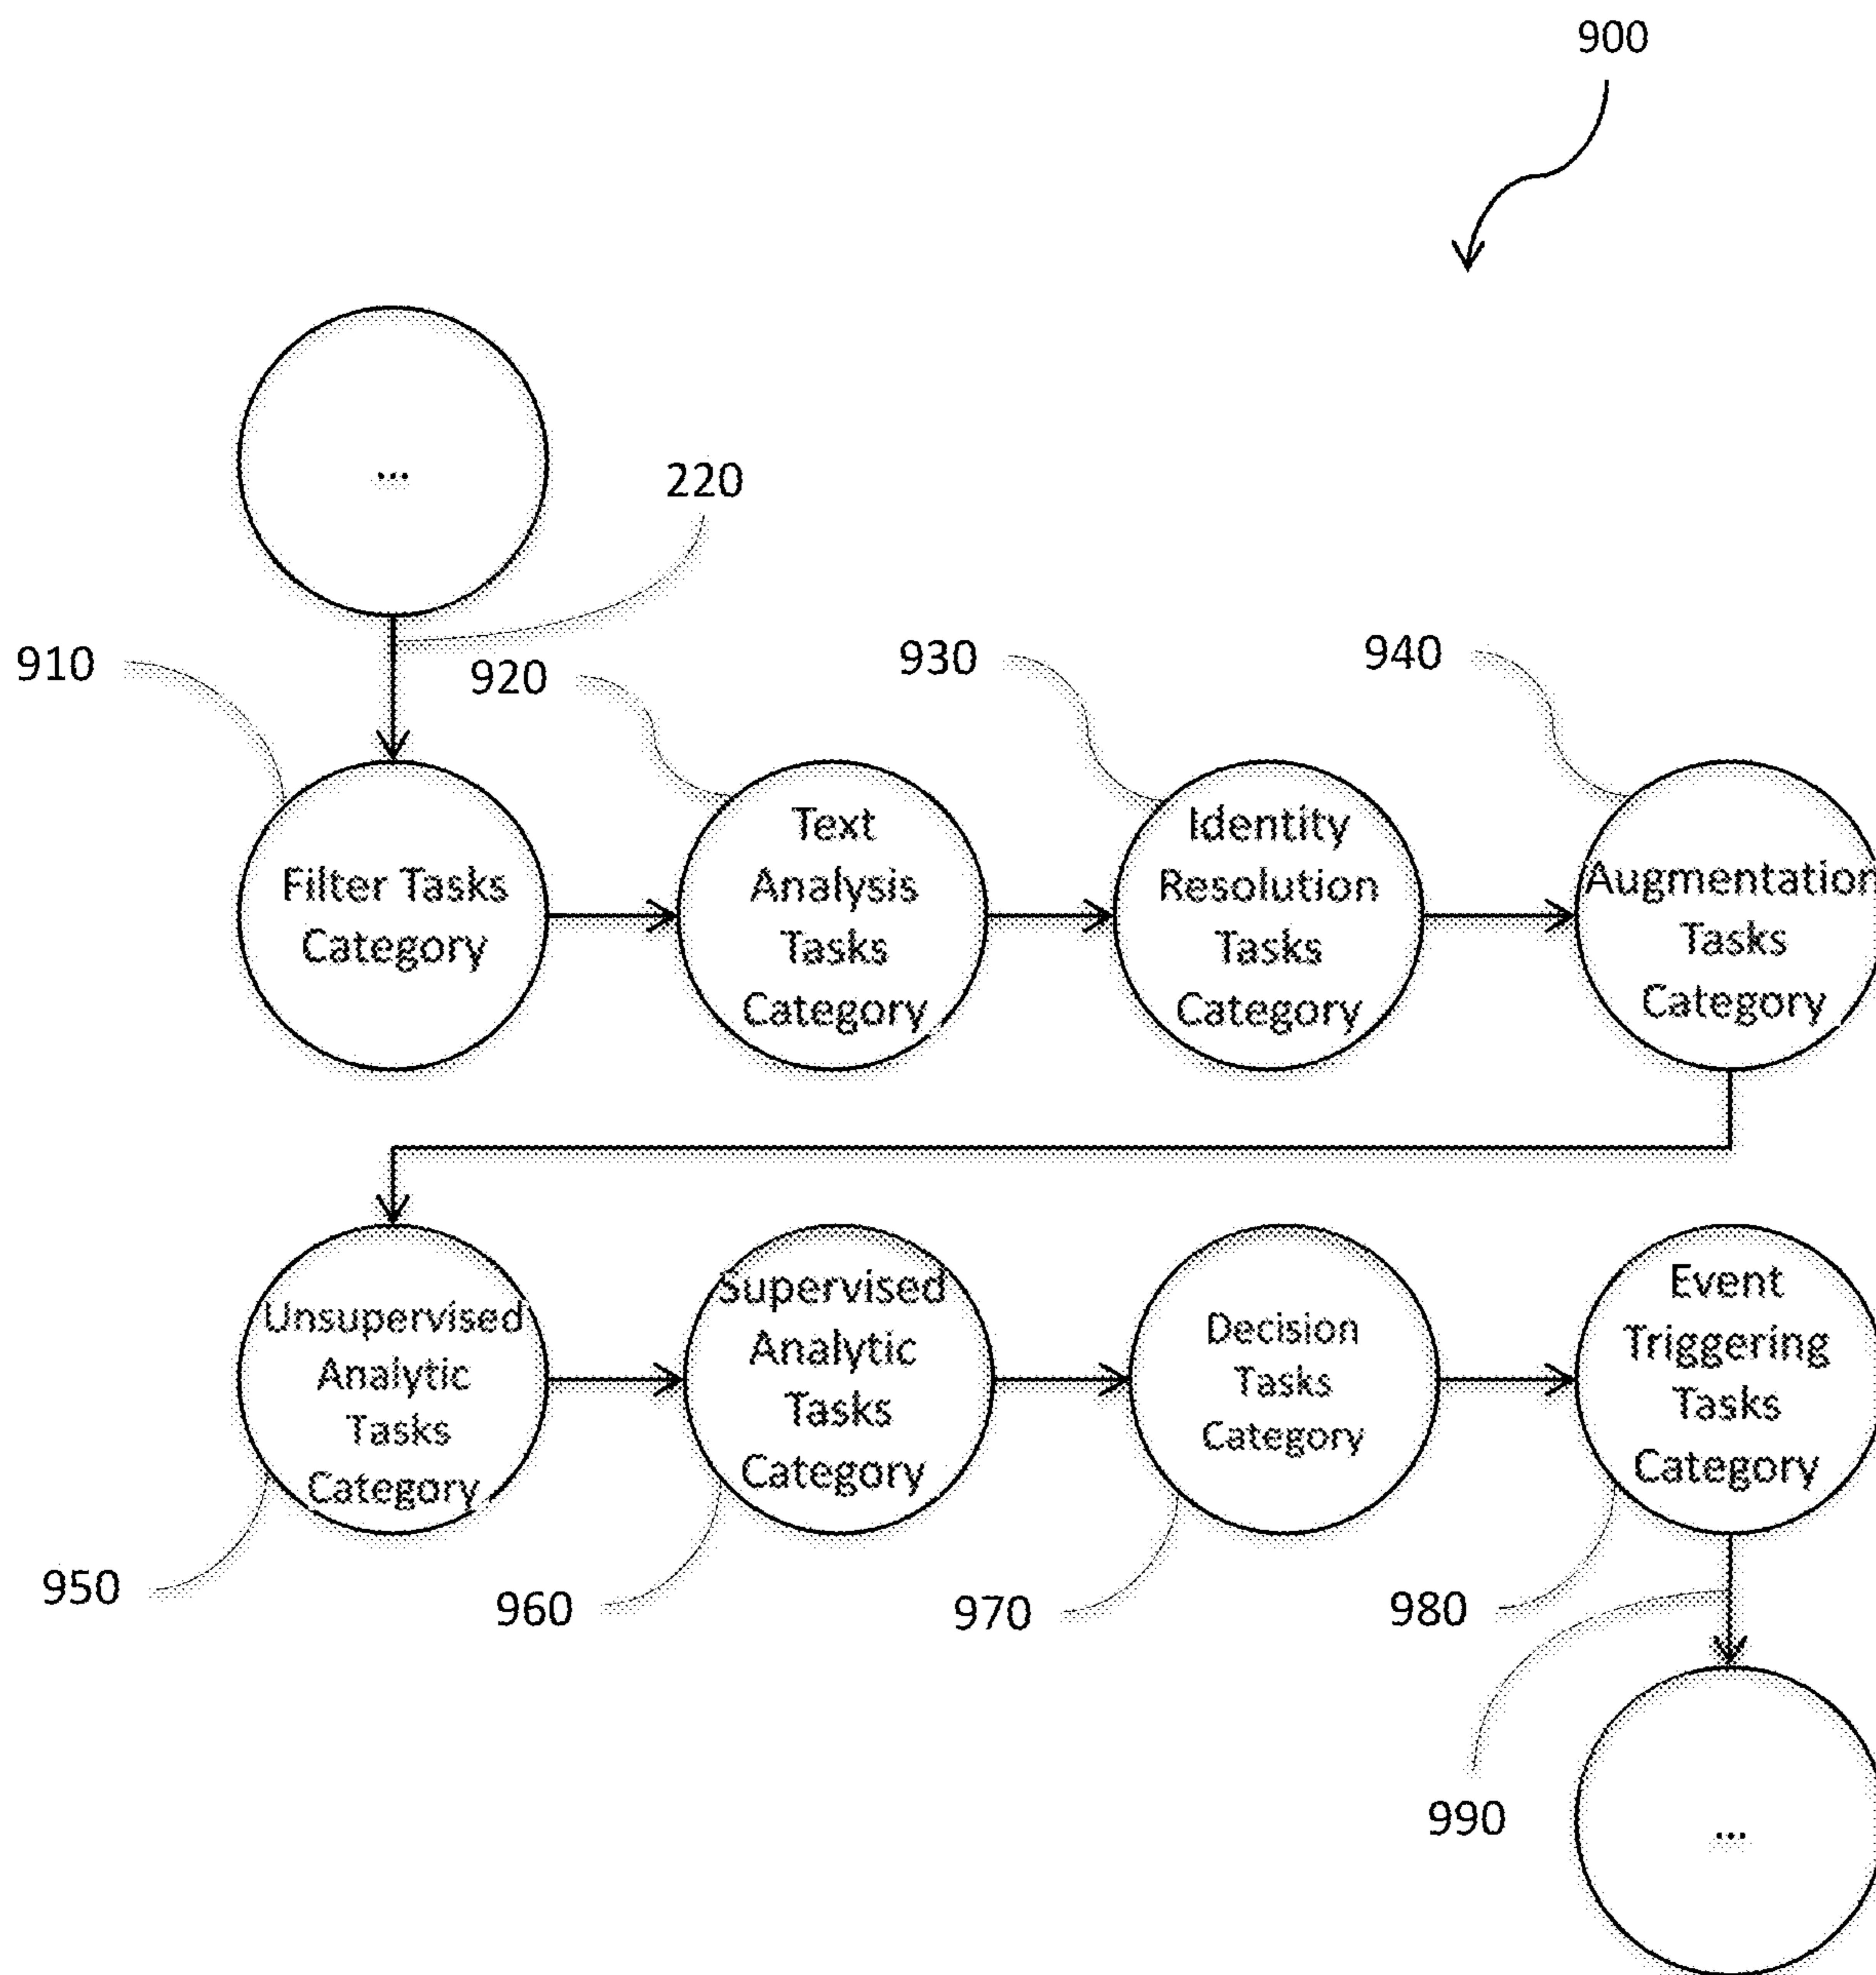 900
...
220
910
920
930
940
Filter Tasks
Category
Text
Analysis
Tasks
Category
Identity
Resolution
Tasks
Category
Augmentation
Tasks
Category
Unsupervised
Analytic
Tasks
Category
Supervised
Analytic
Tasks
Category
Decision
Tasks
Category
Event
Triggering
Tasks
Category
950
960
970
980
990
...